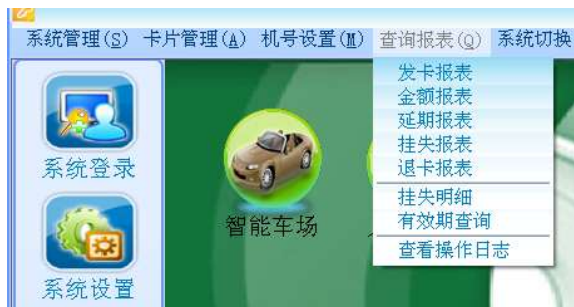 系统管理(S) 卡片管理(A) 机号设置(M) 查询报表(Q) 系统切换
发卡报表
金额报表
延期报表
挂失报表
退卡报表
挂失明细
有效期查询
查看操作日志
系统登录
智能车场
系统设置